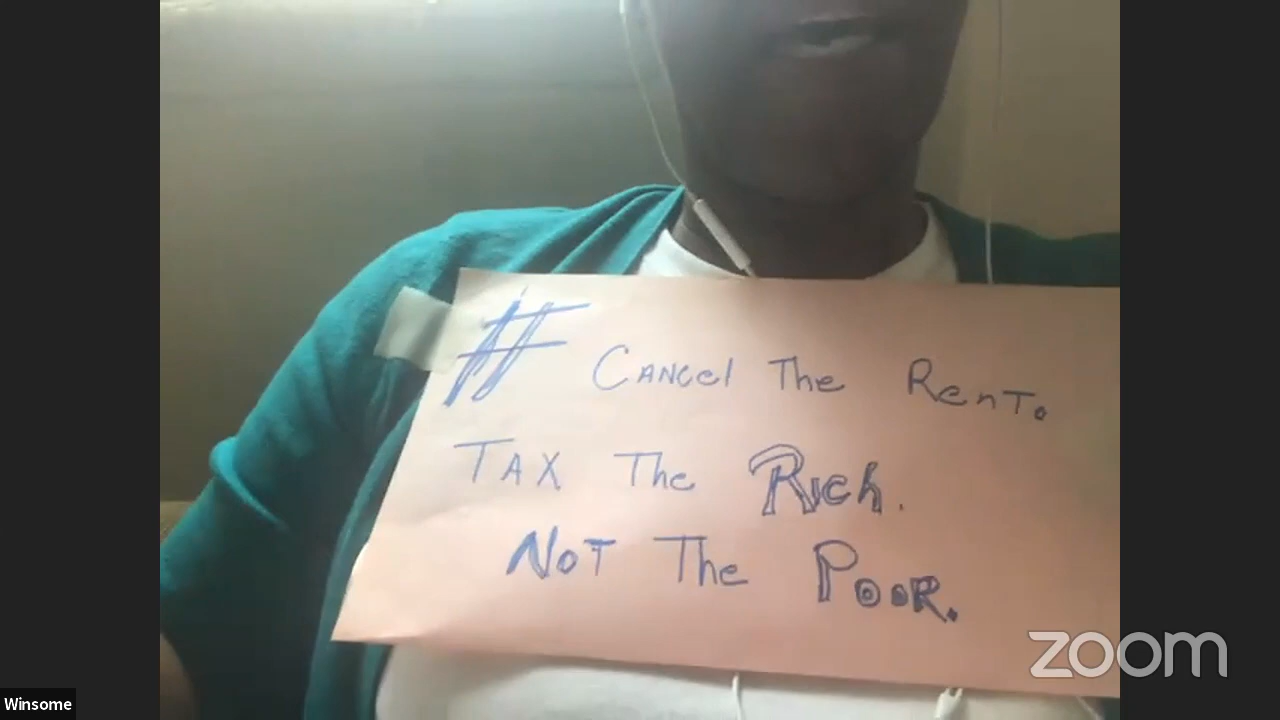 # Cancel The Rent.
Tax The Rich.
Not The Poor.
zoom
Winsome